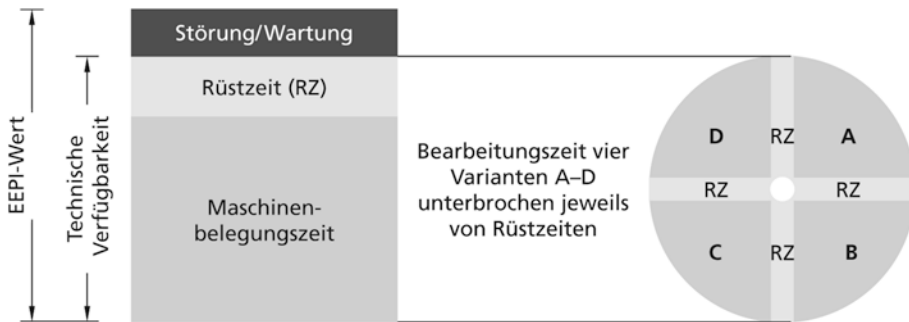 EEPI-Wert
Technische
Verfügbarkeit
Störung/Wartung
Rüstzeit (RZ)
Maschinen-
belegungszeit
Bearbeitungszeit vier
Varianten A–D
unterbrochen jeweils
von Rüstzeiten
D RZ A
RZ RZ
C RZ B